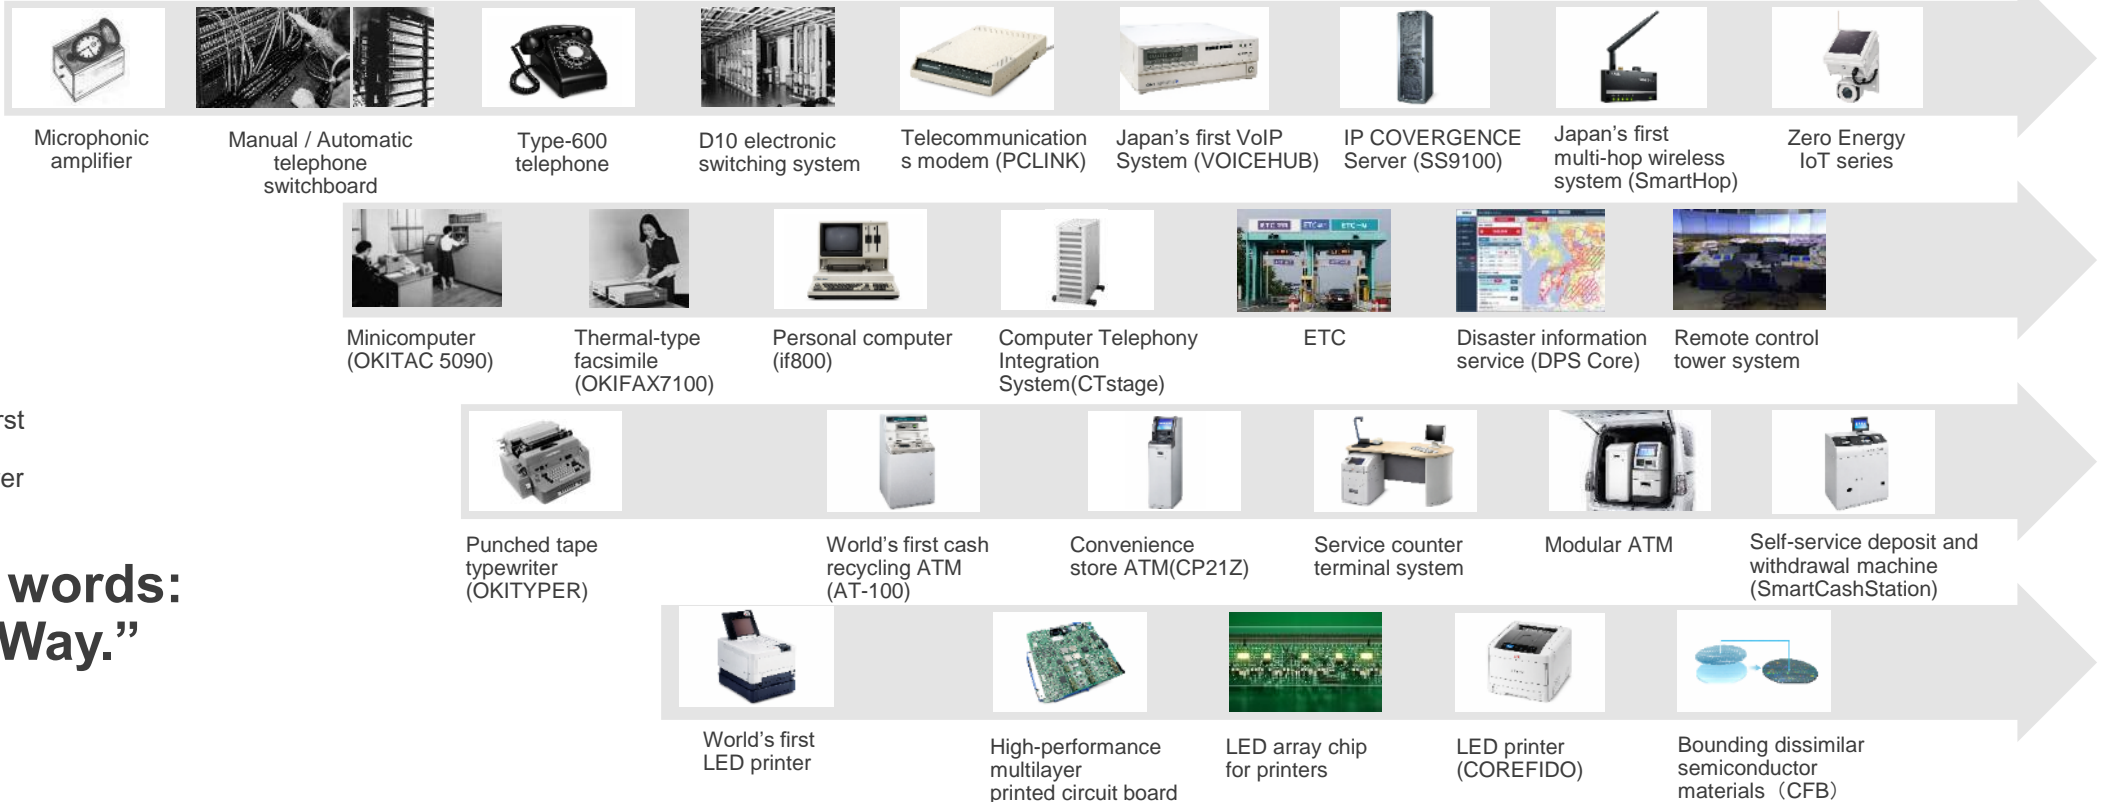 Microphonic
amplifier
Manual / Automatic
telephone
switchboard
Type-600
telephone
D10 electronic
switching system
Telecommunication
s modem (PCLINK)
Japan's first VoIP
System (VOICEHUB)
IP COVERGENCE
Server (SS9100)
Japan's first
multi-hop wireless
system (SmartHop)
Zero Energy
IoT series
Minicomputer
(OKITAC 5090)
Thermal-type
facsimile
(OKIFAX7100)
Personal computer
(if800)
Computer Telephony
Integration
System(CTstage)
ETC
Disaster information
service (DPS Core)
Remote control
tower system
rst
er
words:
Way.”
Punched tape
typewriter
(OKITYPER)
World's first cash
recycling ATM
(AT-100)
Convenience
store ATM(CP21Z)
Service counter
terminal system
Modular ATM
Self-service deposit and
withdrawal machine
(SmartCashStation)
World's first
LED printer
High-performance
multilayer
printed circuit board
LED array chip
for printers
LED printer
(COREFIDO)
Bounding dissimilar
semiconductor
materials（CFB）